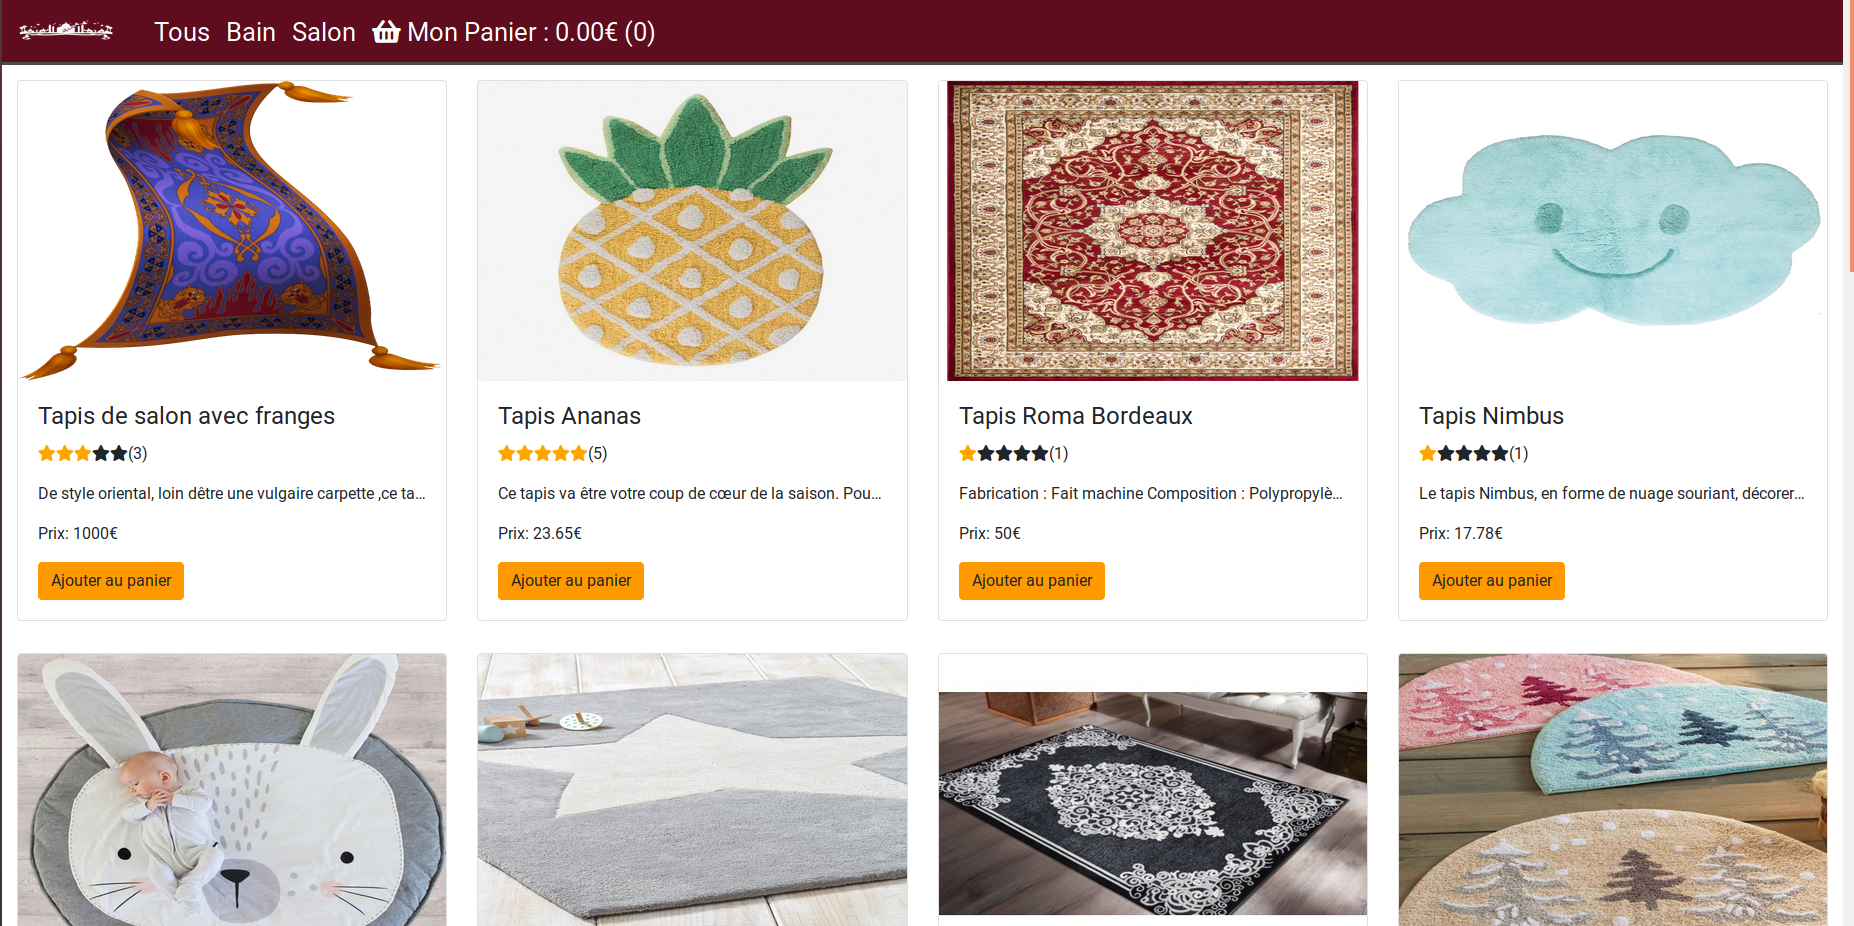 Tous Bain Salon Mon Panier : 0.00€ (0)
Tapis de salon avec franges
(3)
De style oriental, loin dêtre une vulgaire carpette ,ce ta...
Prix: 1000€
Ajouter au panier
Tapis Ananas
(5)
Ce tapis va être votre coup de cœur de la saison. Pou...
Prix: 23.65€
Ajouter au panier
Tapis Roma Bordeaux
(1)
Fabrication : Fait machine Composition : Polypropylè...
Prix: 50€
Ajouter au panier
Tapis Nimbus
(1)
Le tapis Nimbus, en forme de nuage souriant, décorer...
Prix: 17.78€
Ajouter au panier